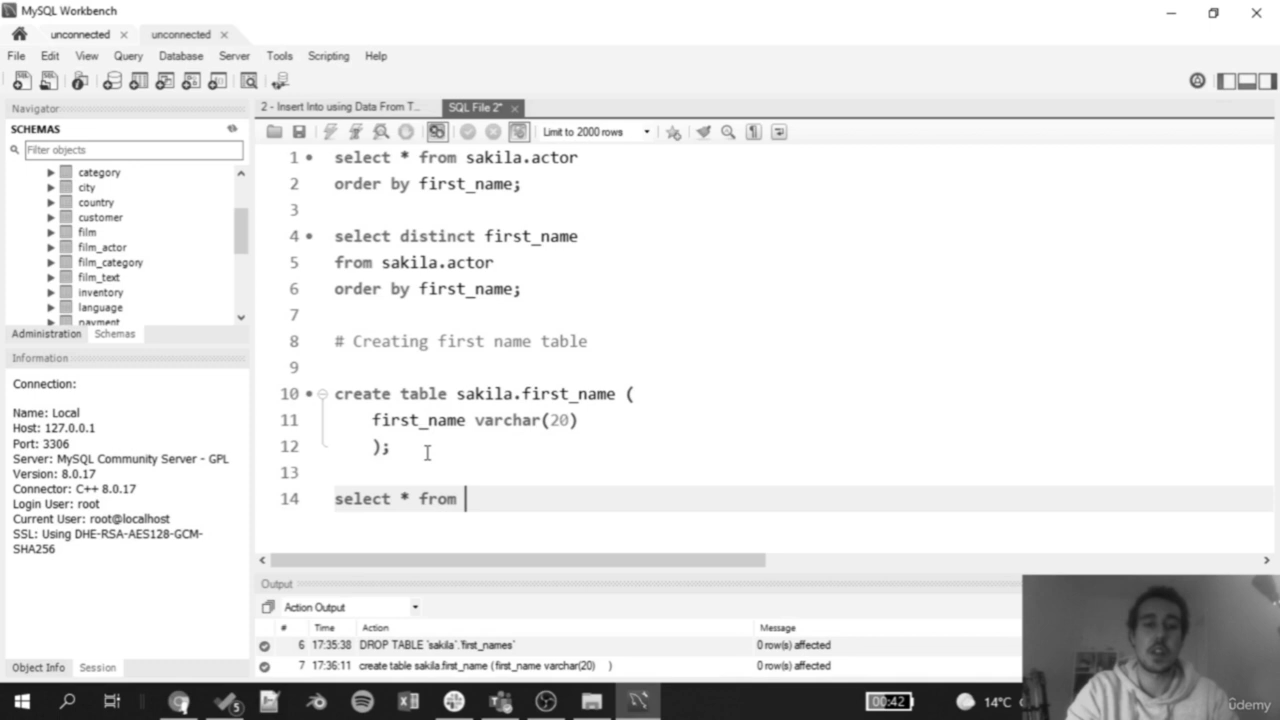 MySQL Workbench
unconnected × unconnected ×
File Edit View Query Database Server Tools Scripting Help
Navigator
SCHEMAS
Filter objects
category
city
country
customer
film
film_actor
film_category
film_text
inventory
language
payment
Administration Schemas
Information
Connection:
Name: Local
Host: 127.0.0.1
Port: 3306
Server: MySQL Community Server - GPL
Version: 8.0.17
Connector: C++ 8.0.17
Login User: root
Current User: root@localhost
SSL: Using DHE-RSA-AES128-GCM-
SHA256
Object Info Session
2 - Insert Into using Data From T... SQL File 2* ×
Limit to 2000 rows
1 select * from sakila.actor
2 order by first_name;
3
4 select distinct first_name
5 from sakila.actor
6 order by first_name;
7
8 # Creating first name table
9
10 create table sakila.first_name (
11 first_name varchar(20)
12 );
13
14 select * from
Output
Action Output
# Time Action Message
6 17:35:38 DROP TABLE `sakila`.`first_names` 0 row(s) affected
7 17:36:11 create table sakila.first_name ( first_name varchar(20) ) 0 row(s) affected
5
00:42
14°C
ûdemy